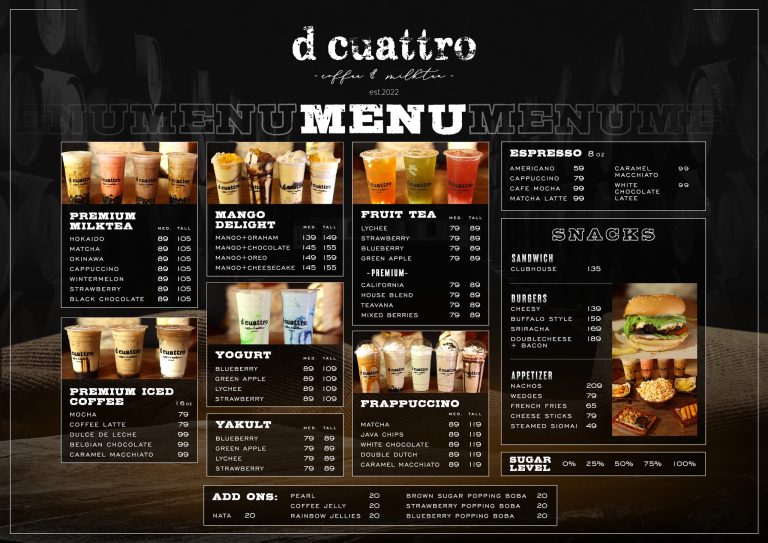 d cuattro
- coffee & milktea -
est.2022
MENU
PREMIUM MILKTEA MED. TALL
HOKAIDO 89 105
MATCHA 89 105
OKINAWA 89 105
CAPPUCCINO 89 105
WINTERMELON 89 105
STRAWBERRY 89 105
BLACK CHOCOLATE 89 105
PREMIUM ICED COFFEE 16oz
MOCHA 79
COFFEE LATTE 79
DULCE DE LECHE 99
BELGIAN CHOCOLATE 99
CARAMEL MACCHIATO 99
MANGO DELIGHT MED. TALL
MANGO+GRAHAM 139 149
MANGO+CHOCOLATE 145 155
MANGO+OREO 149 159
MANGO+CHEESECAKE 145 155
YOGURT MED. TALL
BLUEBERRY 89 109
GREEN APPLE 89 109
LYCHEE 89 109
STRAWBERRY 89 109
YAKULT MED. TALL
BLUEBERRY 79 89
GREEN APPLE 79 89
LYCHEE 79 89
STRAWBERRY 79 89
FRUIT TEA MED. TALL
LYCHEE 79 89
STRAWBERRY 79 89
BLUEBERRY 79 89
GREEN APPLE 79 89
-PREMIUM-
CALIFORNIA 79 89
HOUSE BLEND 79 89
TEAVANA 79 89
MIXED BERRIES 79 89
FRAPPUCCINO MED. TALL
MATCHA 89 119
JAVA CHIPS 89 119
WHITE CHOCOLATE 89 119
DOUBLE DUTCH 89 119
CARAMEL MACCHIATO 89 119
ESPRESSO 8 oz
AMERICANO 59
CAPPUCCINO 79
CAFE MOCHA 99
MATCHA LATTE 99
CARAMEL
MACCHIATO 99
WHITE 99
CHOCOLATE
LATEE
SNACKS
SANDWICH
CLUBHOUSE 135
BURGERS
CHEESY 139
BUFFALO STYLE 159
SRIRACHA 169
DOUBLECHEESE 189
+ BACON
APPETIZER
NACHOS 209
WEDGES 79
FRENCH FRIES 65
CHEESE STICKS 79
STEAMED SIOMAI 49
SUGAR LEVEL 0% 25% 50% 75% 100%
ADD ONS:
NATA 20
PEARL 20
COFFEE JELLY 20
RAINBOW JELLIES 20
BROWN SUGAR POPPING BOBA 20
STRAWBERRY POPPING BOBA 20
BLUEBERRY POPPING BOBA 20